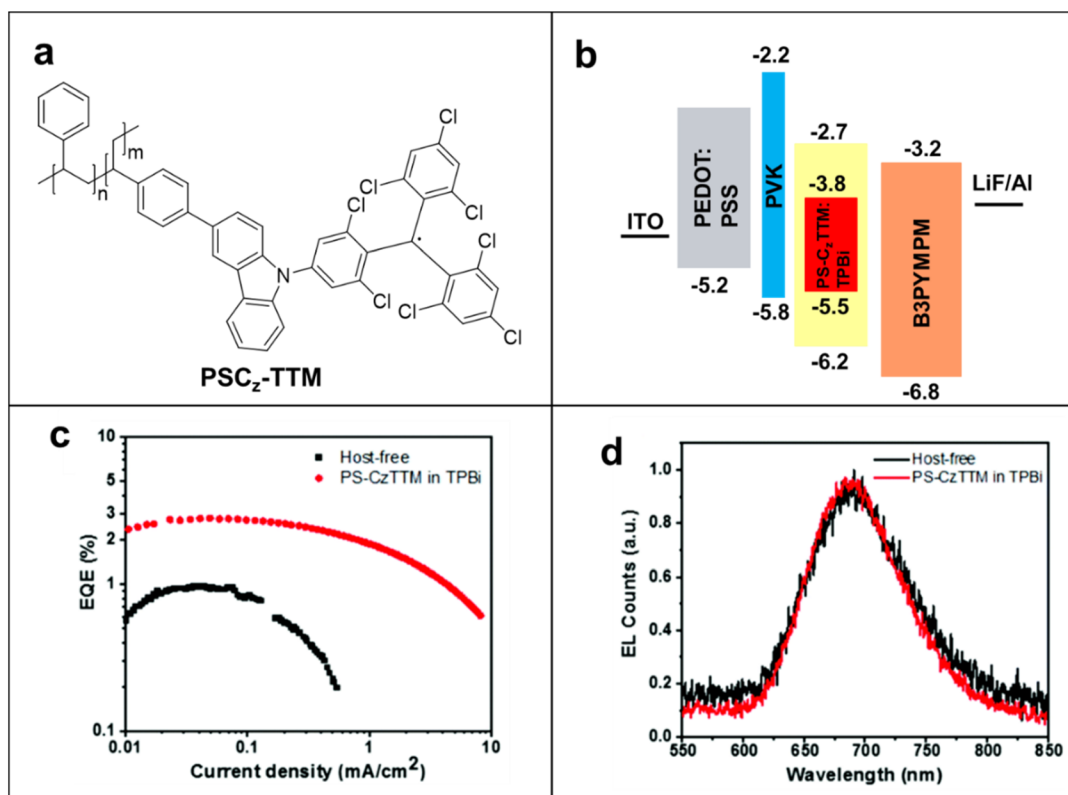 a
n
m
N
Cl
Cl
Cl
Cl
Cl
Cl
Cl
Cl
·
PSCz-TTM
b
-2.2
-2.7
-3.2
-3.8
LiF/Al
ITO
PEDOT:
PSS
PVK
PS-CzTTM:
TPBi
B3PYMPM
-5.2
-5.8
-5.5
-6.2
-6.8
c
10
5
3
2
1
0.1
EQE (%)
Host-free
PS-CzTTM in TPBi
0.01
0.1
1
10
Current density (mA/cm²)
d
1.0
0.8
0.6
0.4
0.2
0.0
EL Counts (a.u.)
Host-free
PS-CzTTM in TPBi
550
600
650
700
750
800
850
Wavelength (nm)